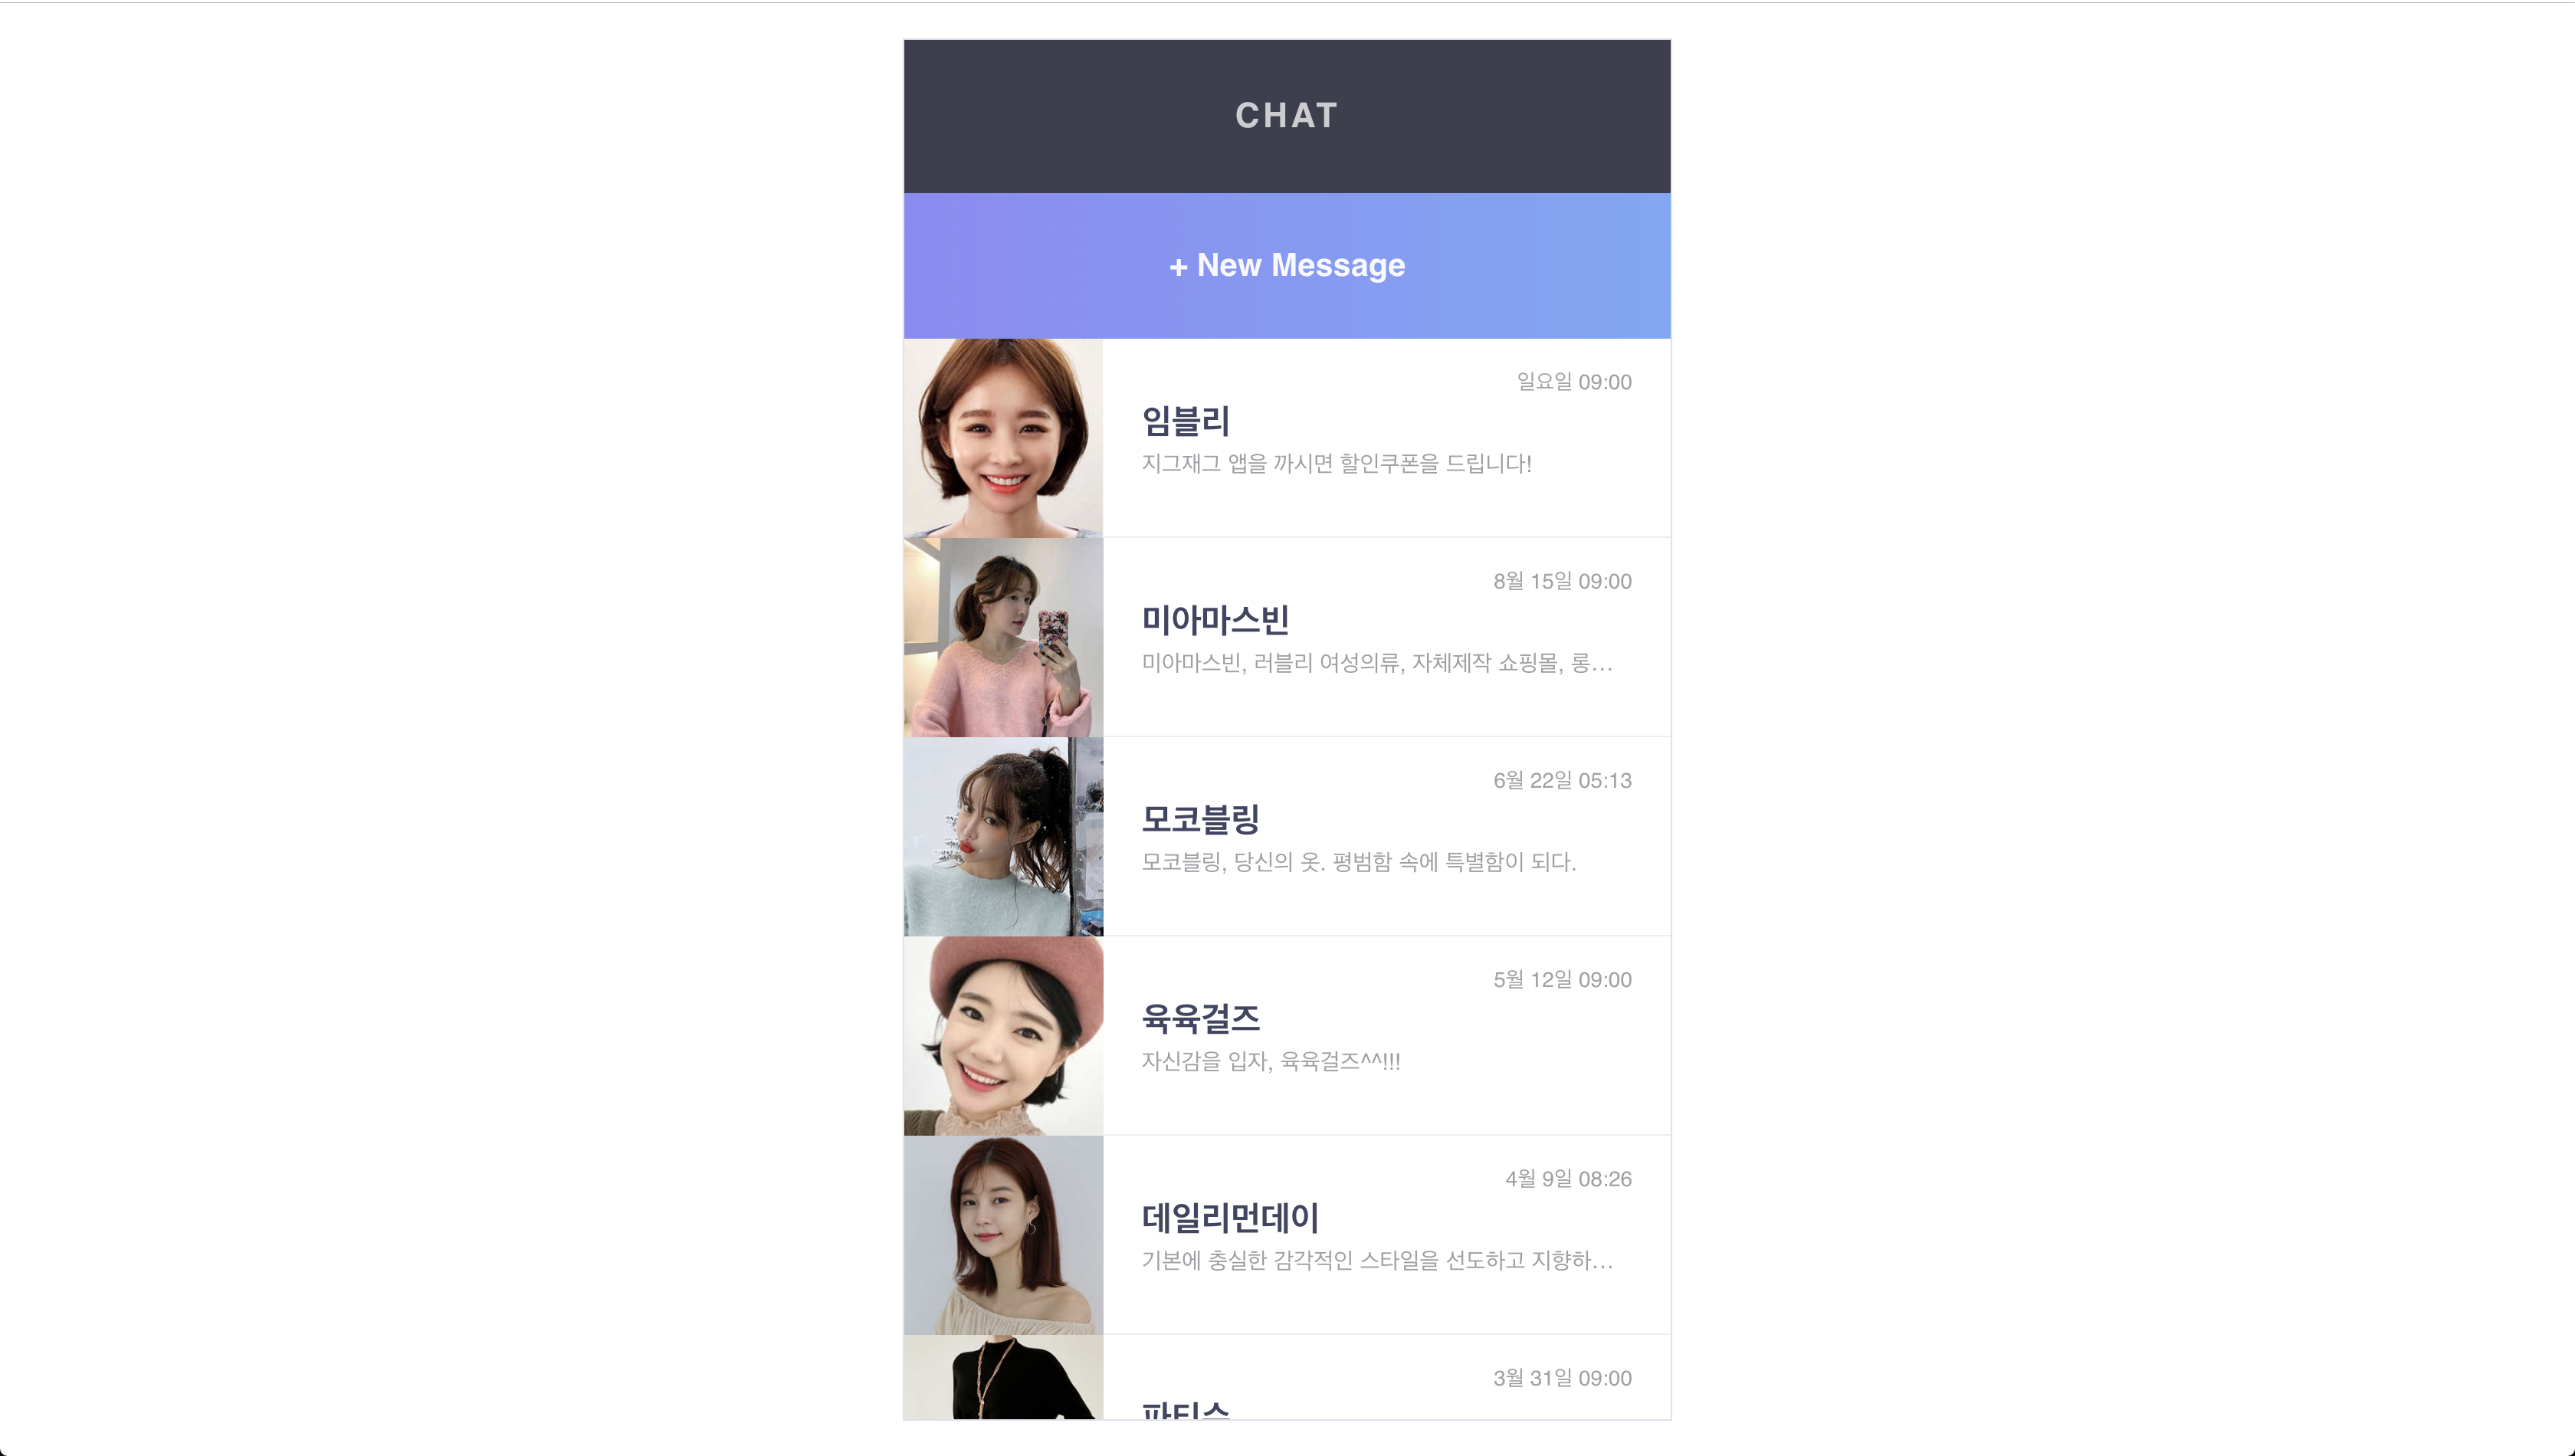 CHAT
+ New Message
일요일 09:00
임블리
지그재그 앱을 까시면 할인쿠폰을 드립니다!
8월 15일 09:00
미아마스빈
미아마스빈, 러블리 여성의류, 자체제작 쇼핑몰, 롱...
6월 22일 05:13
모코블링
모코블링, 당신의 옷. 평범함 속에 특별함이 되다.
5월 12일 09:00
육육걸즈
자신감을 입자, 육육걸즈^^!!!
4월 9일 08:26
데일리먼데이
기본에 충실한 감각적인 스타일을 선도하고 지향하...
3월 31일 09:00